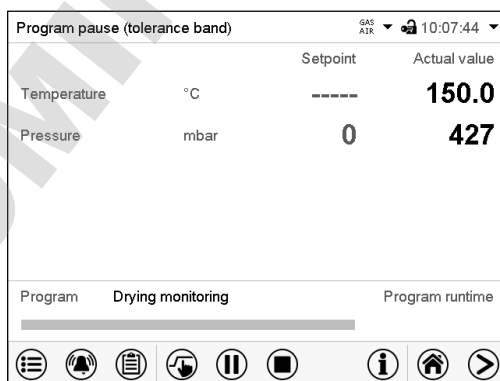 Program pause (tolerance band) GAS AIR 10:07:44
Setpoint Actual value
Temperature °C ----- 150.0
Pressure mbar 0 427
Program Drying monitoring Program runtime